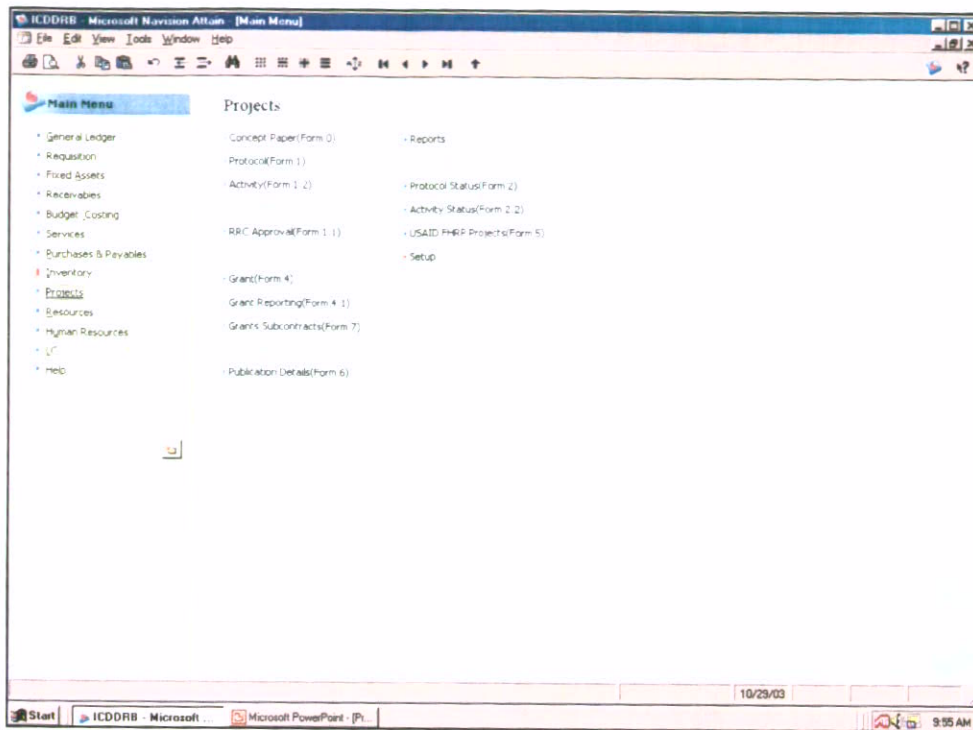 ICDDRB - Microsoft Navision Attain - [Main Menu]
File Edit View Tools Window Help
Main Menu
General Ledger
Requisition
Fixed Assets
Receivables
Budget Costing
Services
Purchases & Payables
Inventory
Projects
Resources
Human Resources
LC
Help
Projects
Concept Paper(Form 0)
Protocol(Form 1)
Activity(Form 1.2)
RRC Approval(Form 1.1)
Grant(Form 4)
Grant Reporting(Form 4.1)
Grants Subcontracts(Form 7)
Publication Details(Form 6)
Reports
Protocol Status(Form 2)
Activity Status(Form 2.2)
USAID FHRP Projects(Form 5)
Setup
10/29/03
Start ICDDRB - Microsoft ... Microsoft PowerPoint - [Pr... 9:55 AM